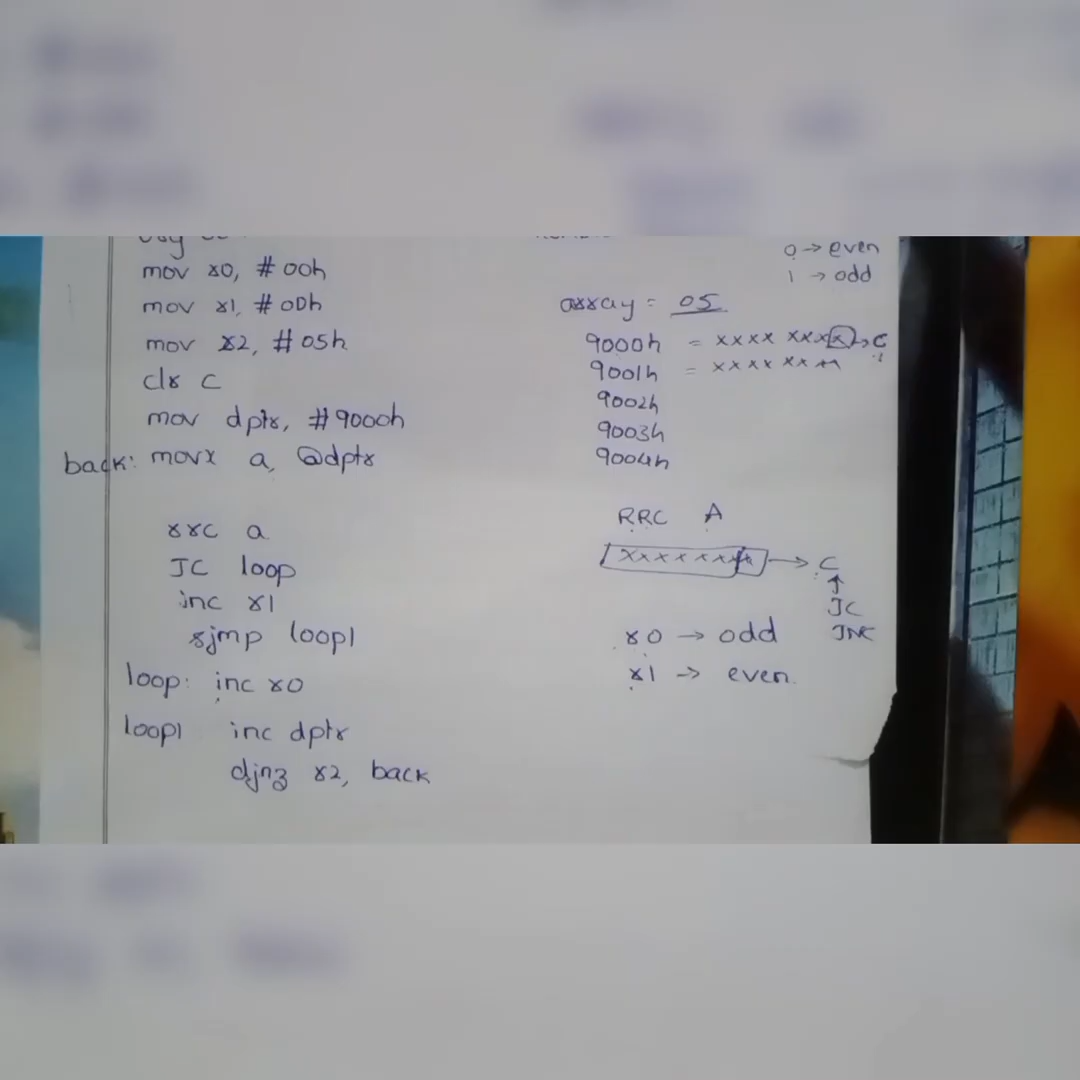 mov r0, #00h
mov r1, #00h
mov r2, #05h
clr C
mov dptr, #9000h
back: movx a, @dptr
rrc a
JC loop
inc r1
sjmp loop1
loop: inc r0
loop1 inc dptr
djnz r2, back
0 → even
1 → odd
array = 05
9000h = xxxx xxxx → C
9001h = xxxx xxxx
9002h
9003h
9004h
RRC A
xxxxxxxx → C
↑
JC
JNC
r0 → odd
r1 → even.